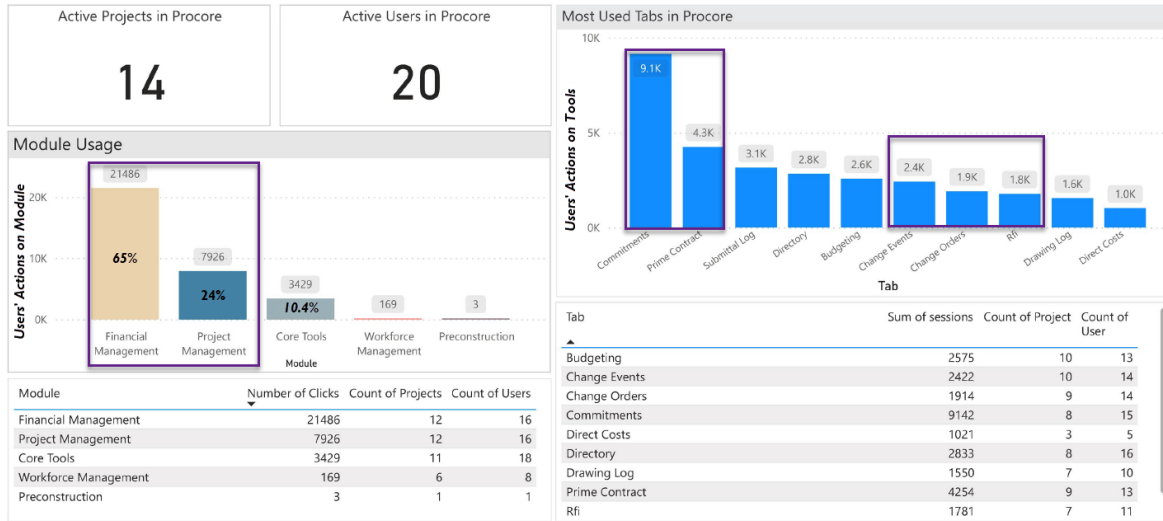 Active Projects in Procore
14
Active Users in Procore
20
Module Usage
Users' Actions on Module
20K
10K
0K
21486
65%
7926
24%
3429
10.4%
169
3
Financial Management
Project Management
Core Tools
Workforce Management
Preconstruction
Module
Module Number of Clicks Count of Projects Count of Users
Financial Management 21486 12 16
Project Management 7926 12 16
Core Tools 3429 11 18
Workforce Management 169 6 8
Preconstruction 3 1 1
Most Used Tabs in Procore
Users' Actions on Tools
10K
5K
0K
9.1K
4.3K
3.1K
2.8K
2.6K
2.4K
1.9K
1.8K
1.6K
1.0K
Commitments
Prime Contract
Submittal Log
Directory
Budgeting
Change Events
Change Orders
Rfi
Drawing Log
Direct Costs
Tab
Tab Sum of sessions Count of Project Count of User
Budgeting 2575 10 13
Change Events 2422 10 14
Change Orders 1914 9 14
Commitments 9142 8 15
Direct Costs 1021 3 5
Directory 2833 8 16
Drawing Log 1550 7 10
Prime Contract 4254 9 13
Rfi 1781 7 11